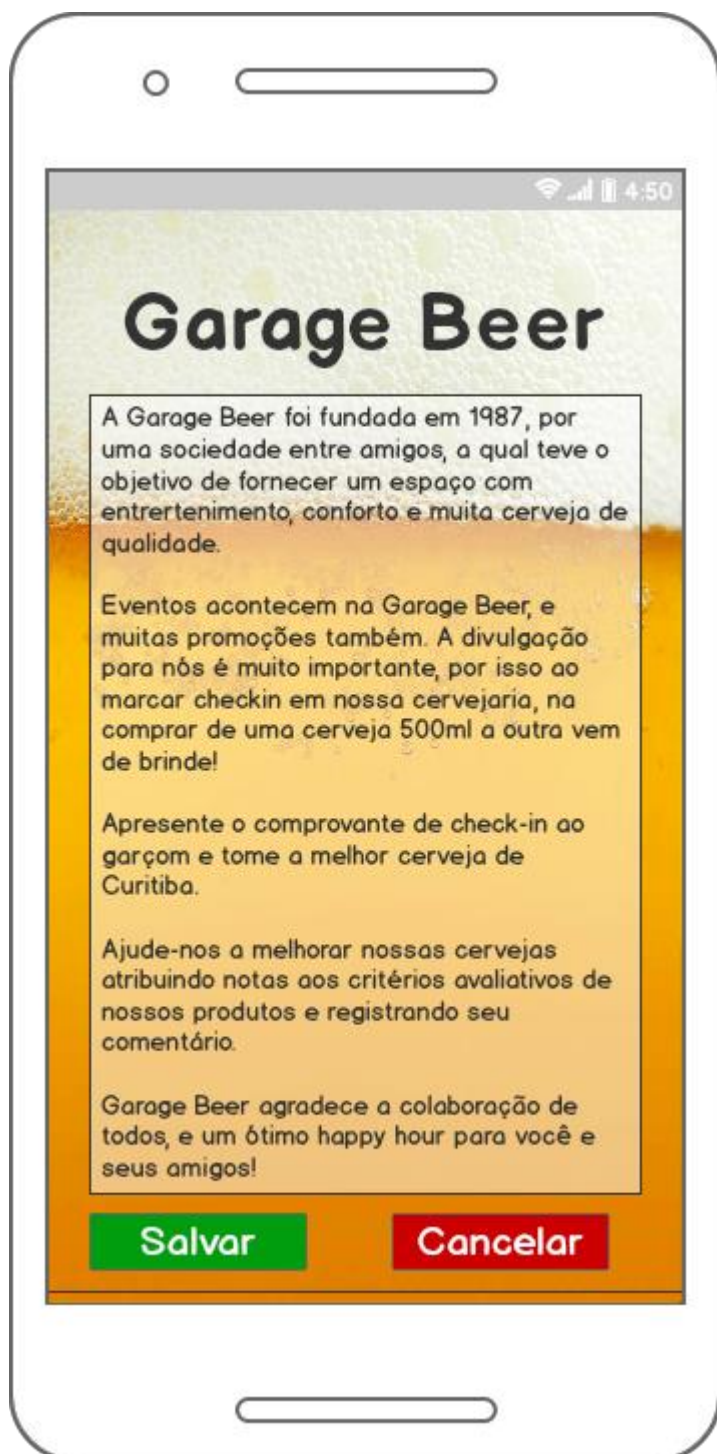 4:50
Garage Beer
A Garage Beer foi fundada em 1987, por
uma sociedade entre amigos, a qual teve o
objetivo de fornecer um espaço com
entrertenimento, conforto e muita cerveja de
qualidade.
Eventos acontecem na Garage Beer, e
muitas promoções também. A divulgação
para nós é muito importante, por isso ao
marcar checkin em nossa cervejaria, na
comprar de uma cerveja 500ml a outra vem
de brinde!
Apresente o comprovante de check-in ao
garçom e tome a melhor cerveja de
Curitiba.
Ajude-nos a melhorar nossas cervejas
atribuindo notas aos critérios avaliativos de
nossos produtos e registrando seu
comentário.
Garage Beer agradece a colaboração de
todos, e um ótimo happy hour para você e
seus amigos!
Salvar Cancelar